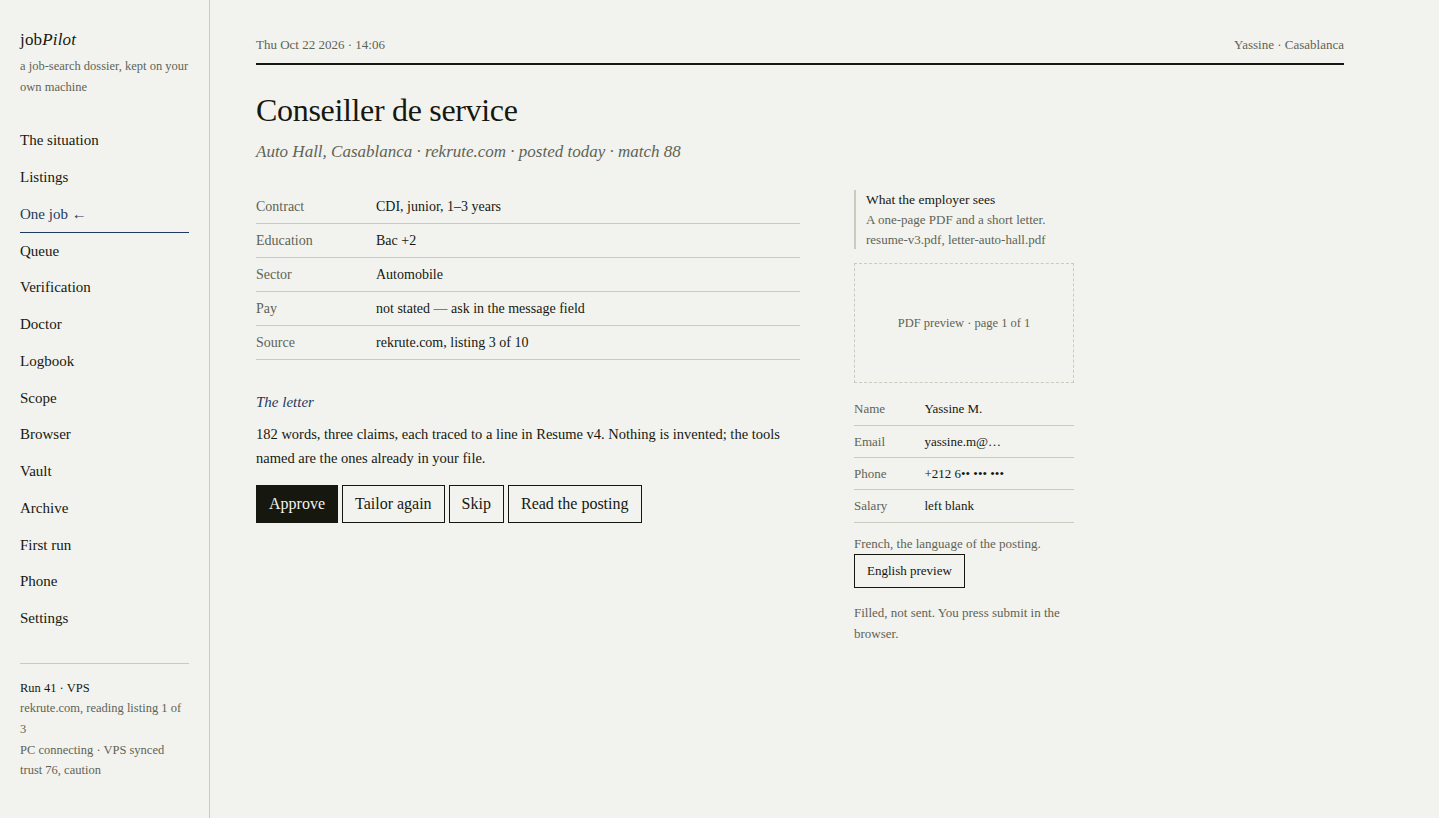 jobPilot
a job-search dossier, kept on your
own machine
The situation
Listings
One job ←
Queue
Verification
Doctor
Logbook
Scope
Browser
Vault
Archive
First run
Phone
Settings
Run 41 · VPS
rekrute.com, reading listing 1 of
3
PC connecting · VPS synced
trust 76, caution
Thu Oct 22 2026 · 14:06
Yassine · Casablanca
Conseiller de service
Auto Hall, Casablanca · rekrute.com · posted today · match 88
Contract CDI, junior, 1–3 years
Education Bac +2
Sector Automobile
Pay not stated — ask in the message field
Source rekrute.com, listing 3 of 10
The letter
182 words, three claims, each traced to a line in Resume v4. Nothing is invented; the tools
named are the ones already in your file.
Approve Tailor again Skip Read the posting
What the employer sees
A one-page PDF and a short letter.
resume-v3.pdf, letter-auto-hall.pdf
PDF preview · page 1 of 1
Name Yassine M.
Email yassine.m@…
Phone +212 6•• ••• •••
Salary left blank
French, the language of the posting.
English preview
Filled, not sent. You press submit in the
browser.